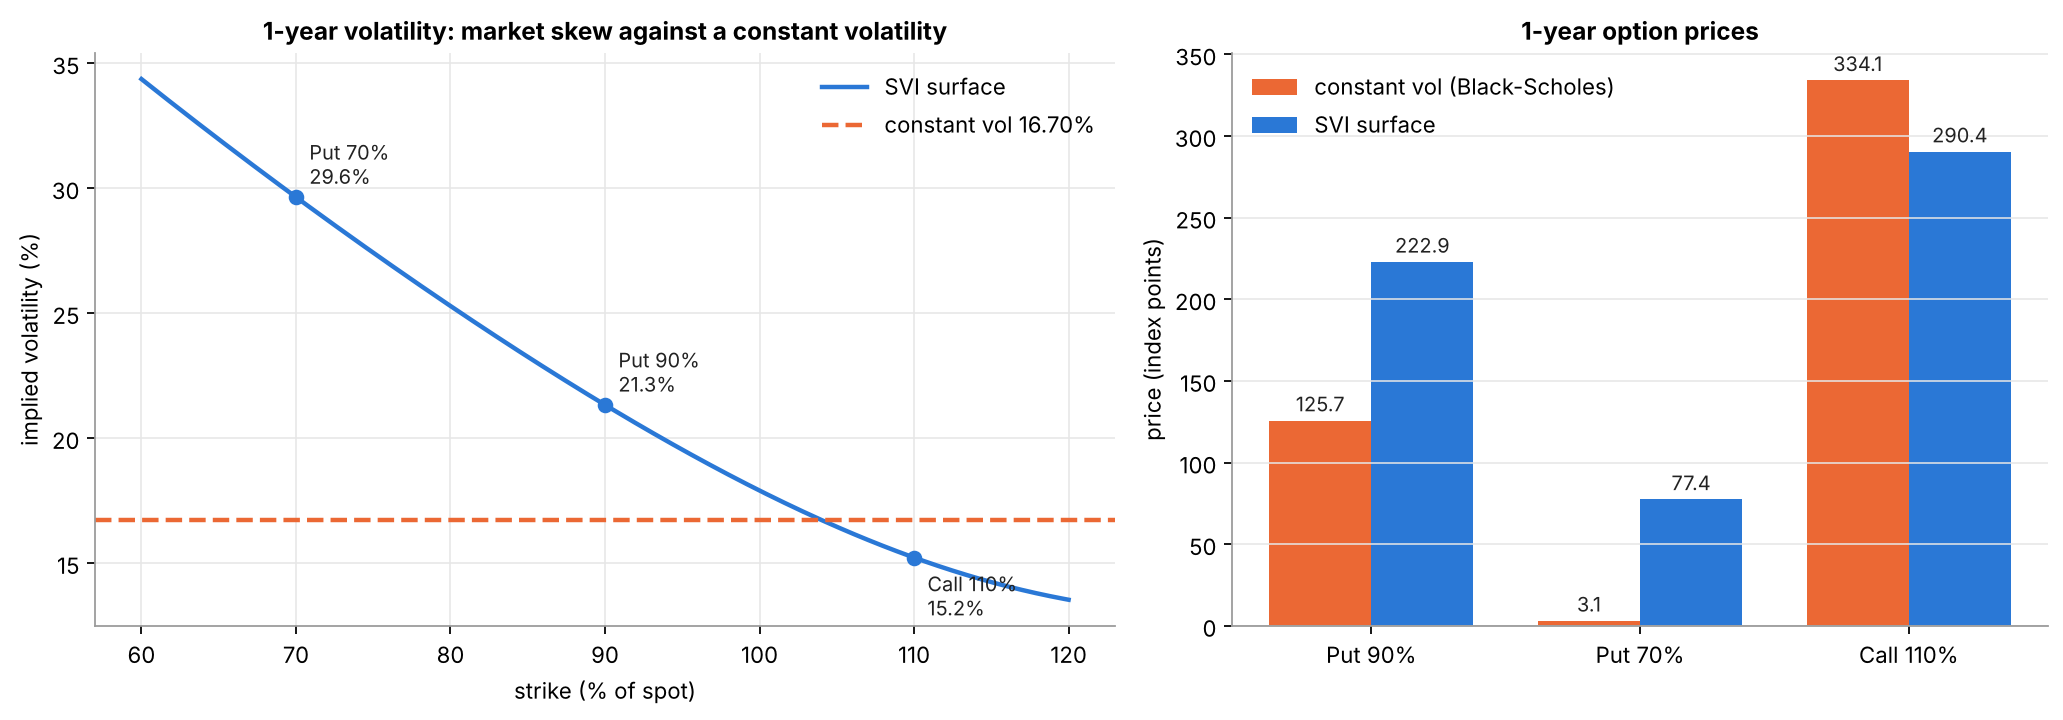 1-year volatility: market skew against a constant volatility
implied volatility (%)
35
30
25
20
15
SVI surface
constant vol 16.70%
Put 70%
29.6%
Put 90%
21.3%
Call 110%
15.2%
60
70
80
90
100
110
120
strike (% of spot)
1-year option prices
price (index points)
350
300
250
200
150
100
50
0
constant vol (Black-Scholes)
SVI surface
125.7
222.9
3.1
77.4
334.1
290.4
Put 90%
Put 70%
Call 110%